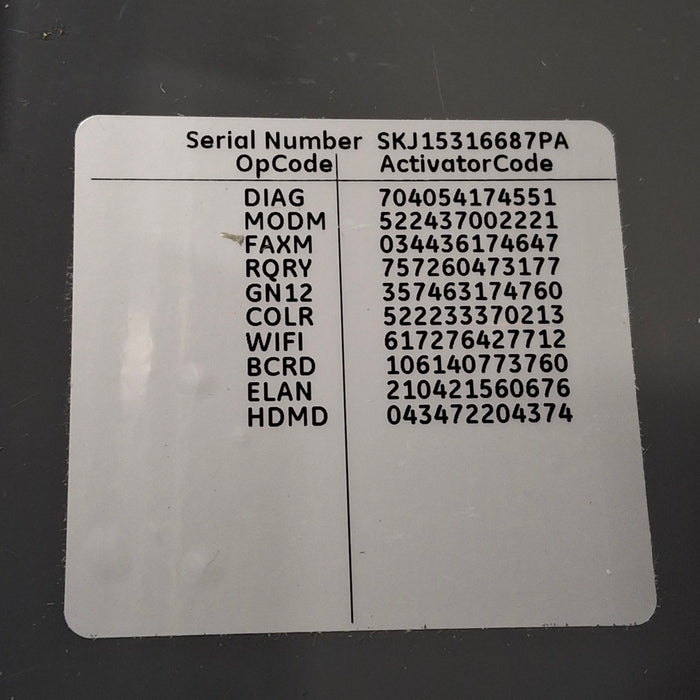 Serial Number SKJ15316687PA
OpCode ActivatorCode
DIAG 704054174551
MODM 522437002221
FAXM 034436174647
RQRY 757260473177
GN12 357463174760
COLR 522233370213
WIFI 617276427712
BCRD 106140773760
ELAN 210421560676
HDMD 043472204374